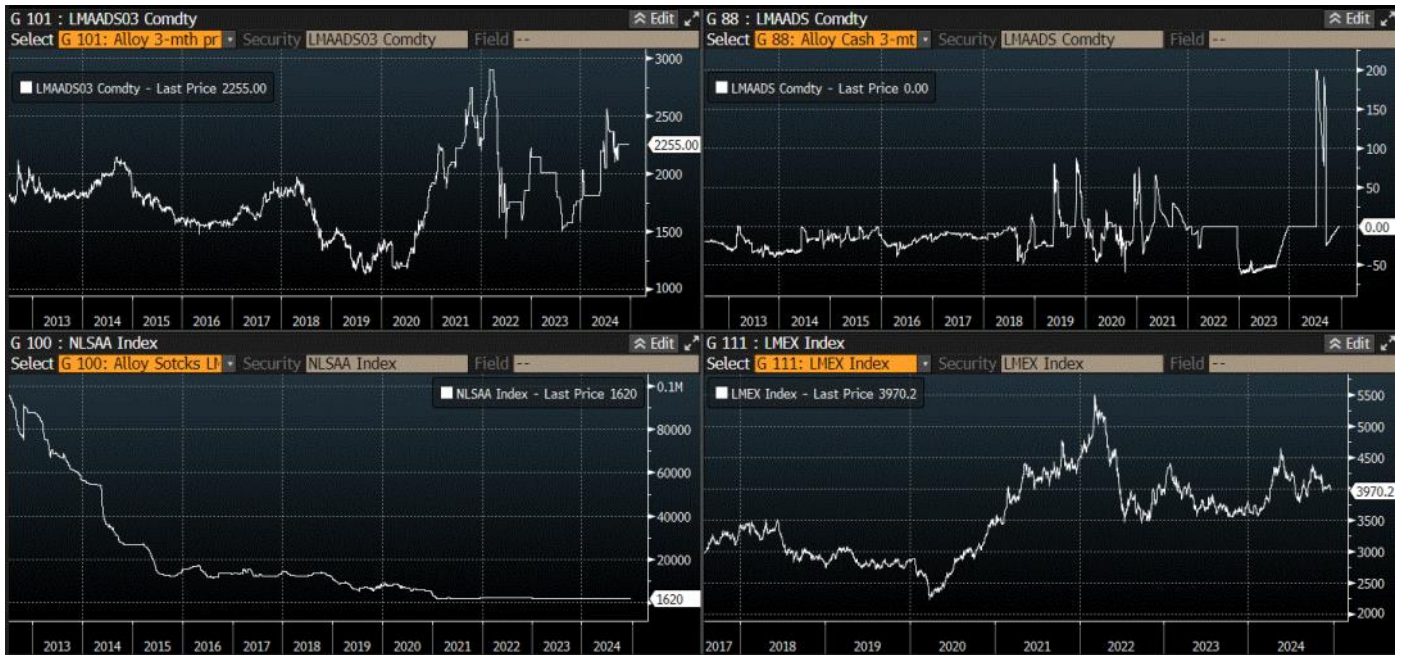 G 101 : LMAADS03 Comdty
Edit
Select G 101: Alloy 3-mth pr Security LMAADS03 Comdty Field --
LMAADS03 Comdty - Last Price 2255.00
3000
2500
2255.00
2000
1500
1000
2013 2014 2015 2016 2017 2018 2019 2020 2021 2022 2023 2024
G 88 : LMAADS Comdty
Edit
Select G 88: Alloy Cash 3-mt Security LMAADS Comdty Field --
LMAADS Comdty - Last Price 0.00
200
150
100
50
0.00
-50
2013 2014 2015 2016 2017 2018 2019 2020 2021 2022 2023 2024
G 100 : NLSAA Index
Edit
Select G 100: Alloy Sotcks LM Security NLSAA Index Field --
NLSAA Index - Last Price 1620
0.1M
80000
60000
40000
20000
1620
2013 2014 2015 2016 2017 2018 2019 2020 2021 2022 2023 2024
G 111 : LMEX Index
Edit
Select G 111: LMEX Index Security LMEX Index Field --
LMEX Index - Last Price 3970.2
5500
5000
4500
3970.2
3500
3000
2500
2000
2017 2018 2019 2020 2021 2022 2023 2024